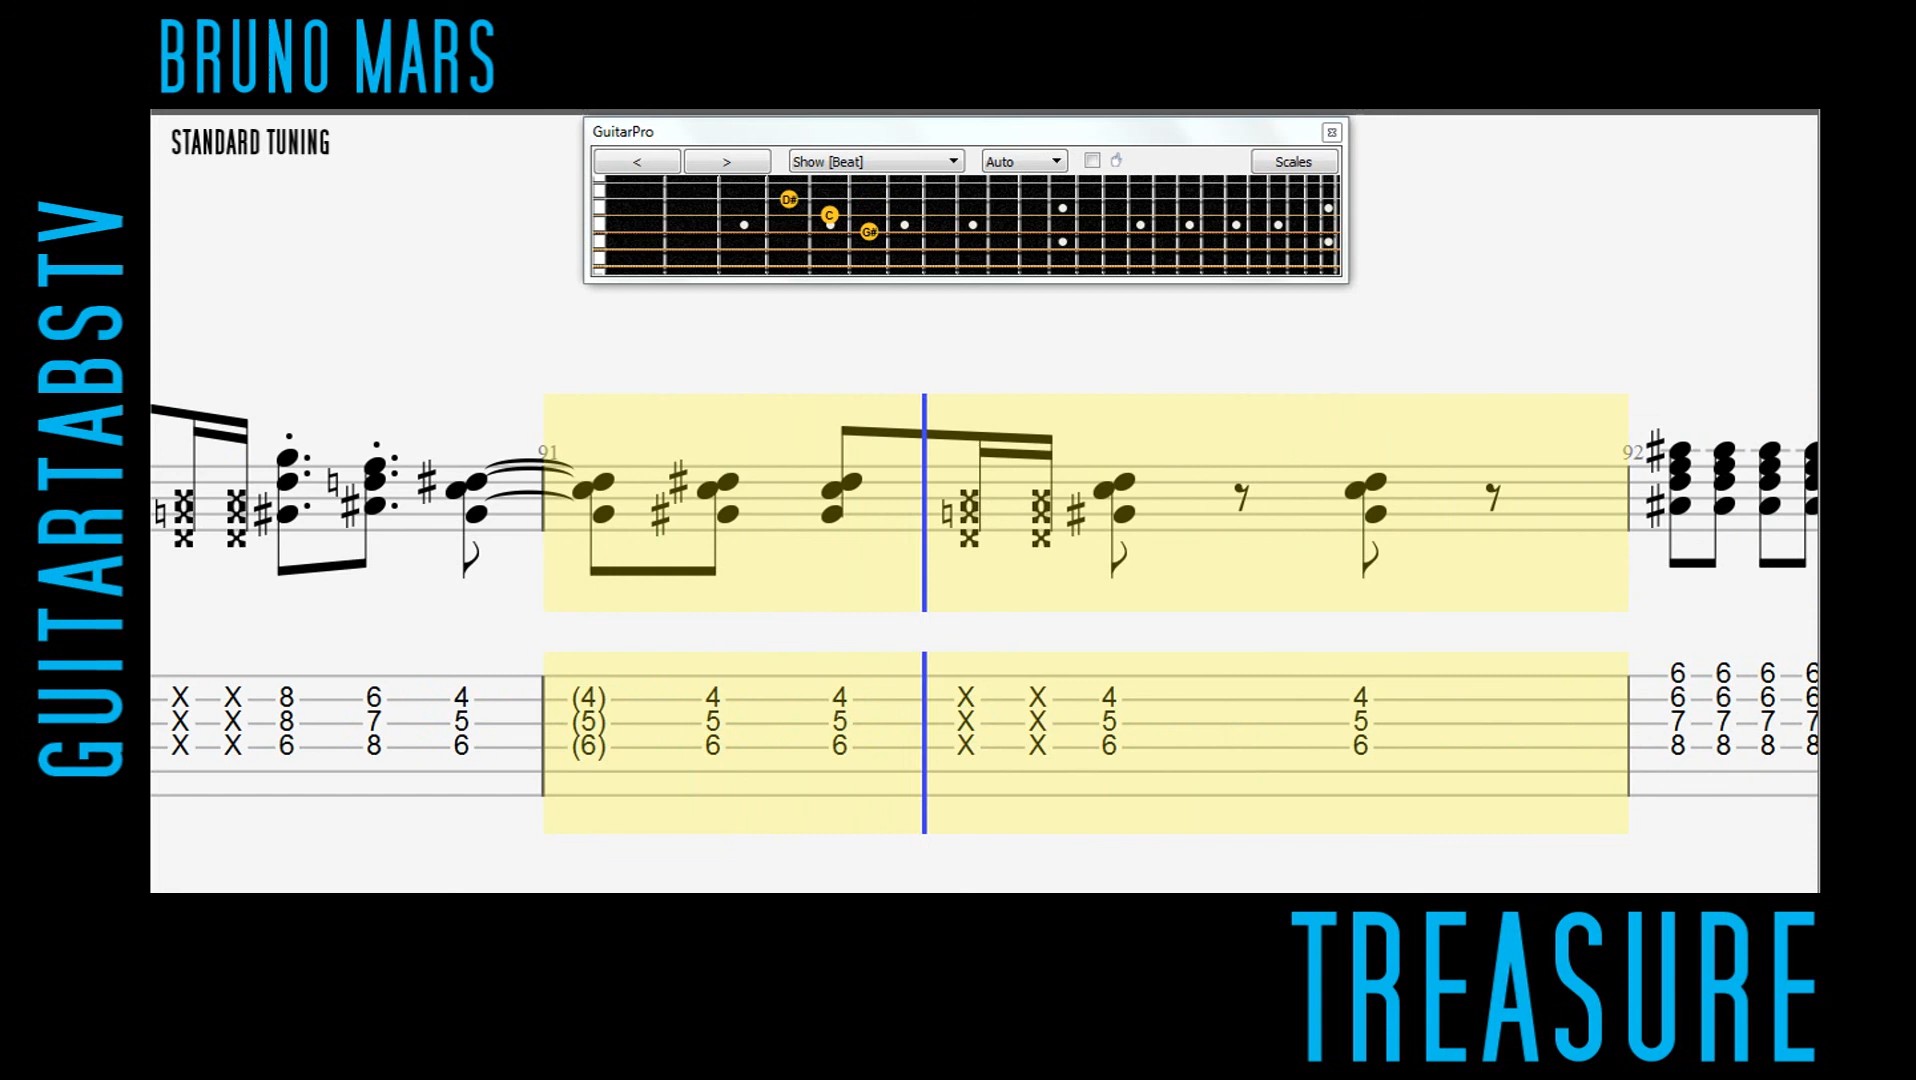 BRUNO MARS
STANDARD TUNING
GuitarPro
< > Show [Beat] Auto Scales
D#
C
G#
GUITARTABSTV
91 92
6 6 6 6
X X 8 6 4 (4) 4 4 X X 4 4 6 6 6 6
X X 8 7 5 (5) 5 5 X X 5 5 7 7 7 7
X X 6 8 6 (6) 6 6 X X 6 6 8 8 8 8
TREASURE